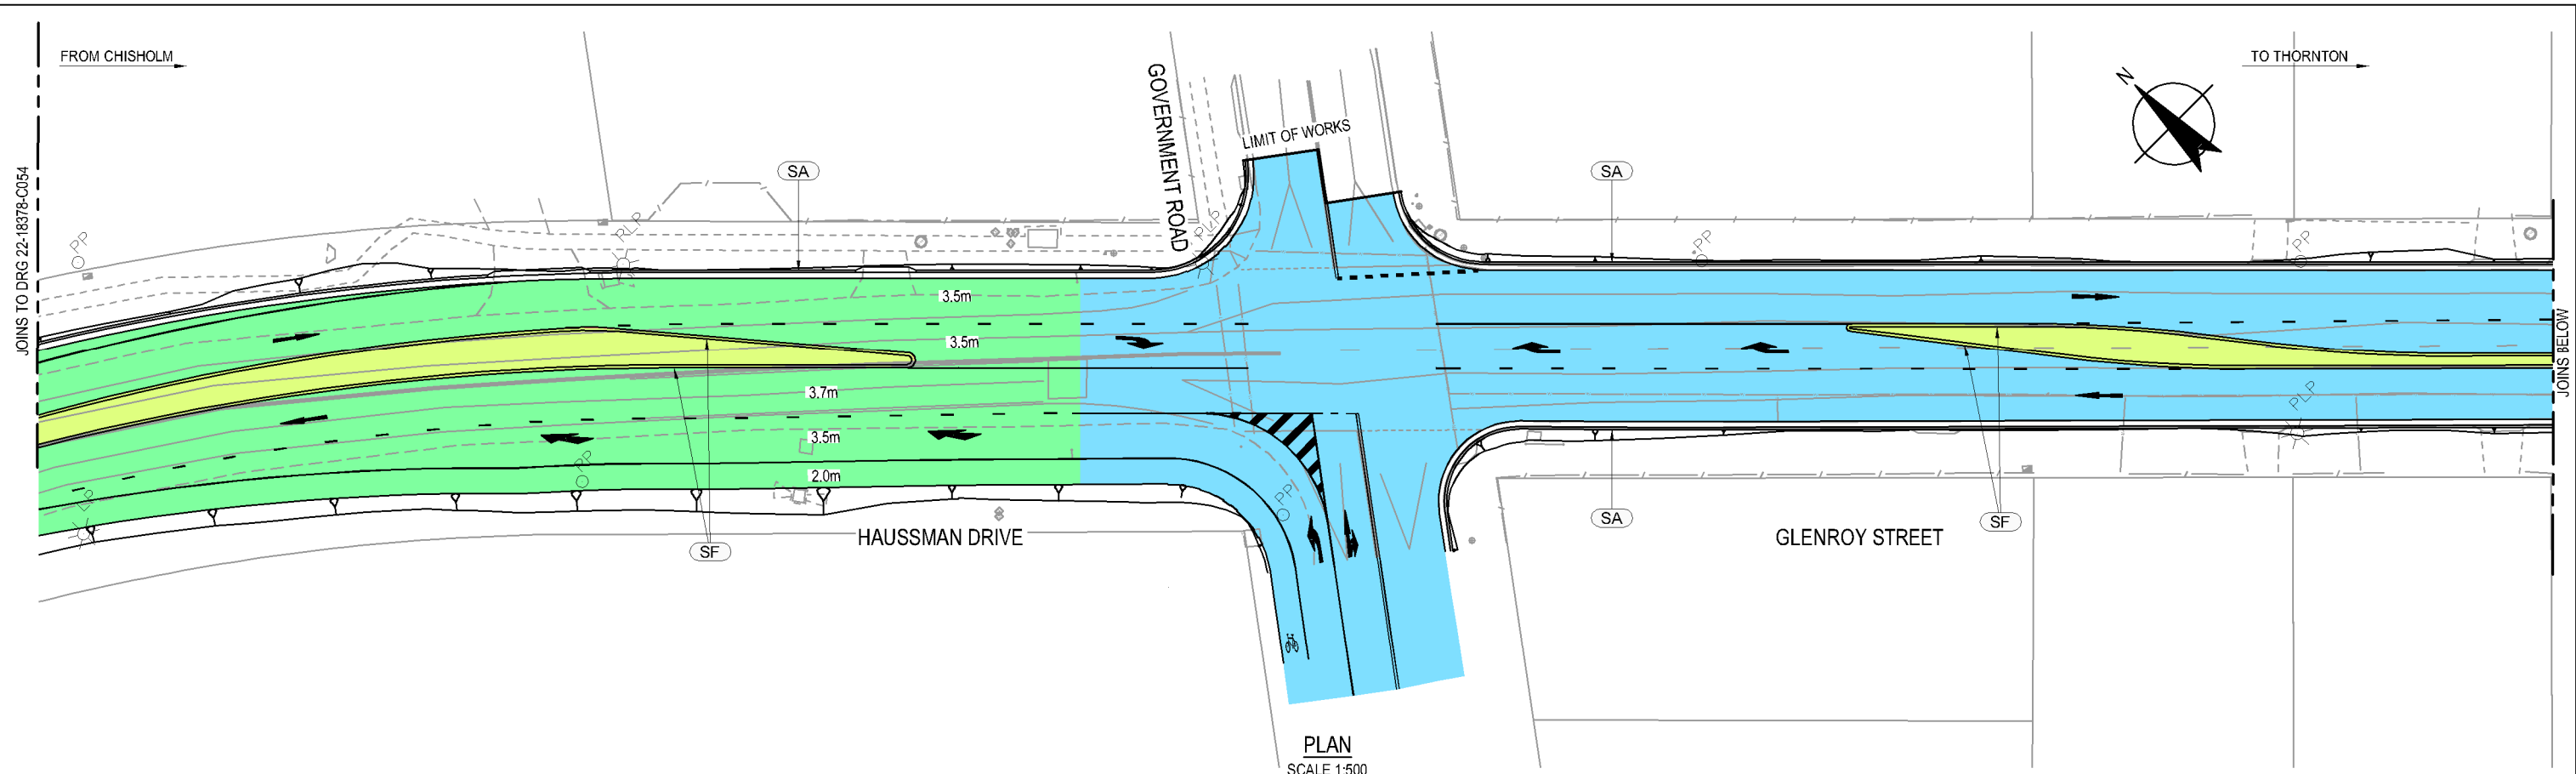 FROM CHISHOLM
TO THORNTON
N
JOINS TO DRG 22-18378-C054
GOVERNMENT ROAD
LIMIT OF WORKS
SA
SA
PP
PLP
PLP
PP
PP
3.5m
3.5m
3.7m
3.5m
2.0m
JOINS BELOW
PLP
PP
PLP
PP
SA
SF
SF
HAUSSMAN DRIVE
GLENROY STREET
PLAN
SCALE 1:500